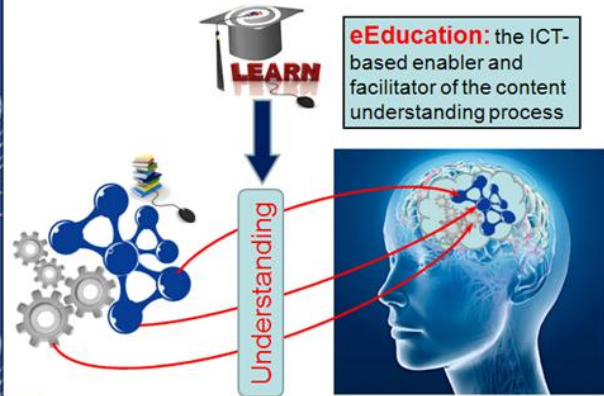 LEARN
eEducation: the ICT-
based enabler and
facilitator of the content
understanding process
Understanding